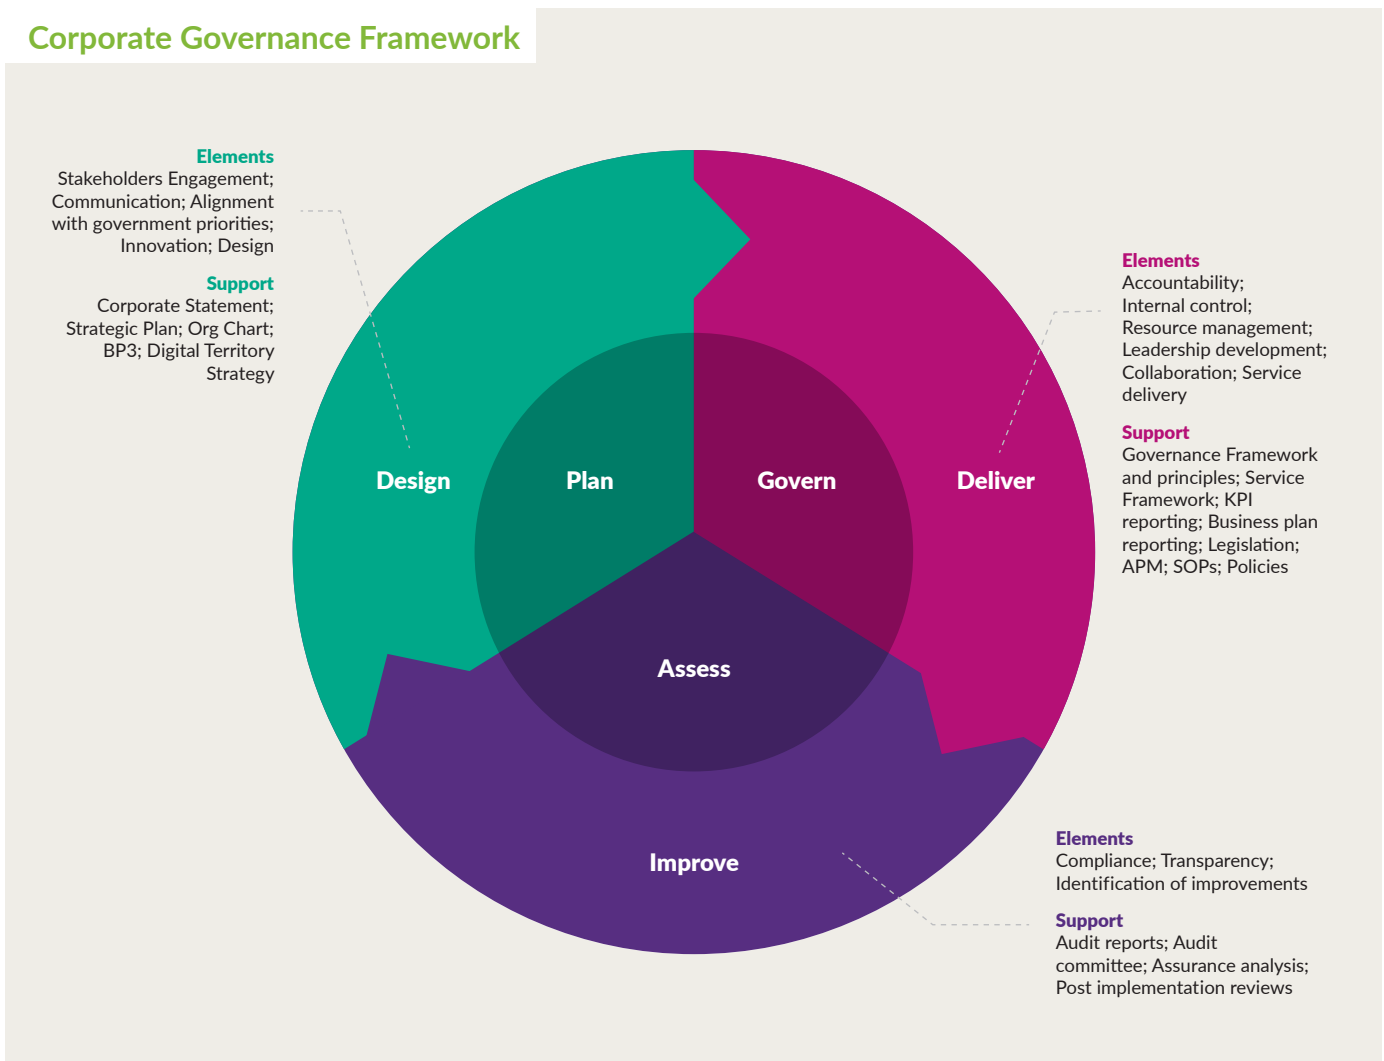 Corporate Governance Framework
Elements
Stakeholders Engagement;
Communication; Alignment
with government priorities;
Innovation; Design
Support
Corporate Statement;
Strategic Plan; Org Chart;
BP3; Digital Territory
Strategy
Elements
Accountability;
Internal control;
Resource management;
Leadership development;
Collaboration; Service
delivery
Support
Governance Framework
and principles; Service
Framework; KPI
reporting; Business plan
reporting; Legislation;
APM; SOPs; Policies
Design
Plan
Govern
Deliver
Assess
Improve
Elements
Compliance; Transparency;
Identification of improvements
Support
Audit reports; Audit
committee; Assurance analysis;
Post implementation reviews